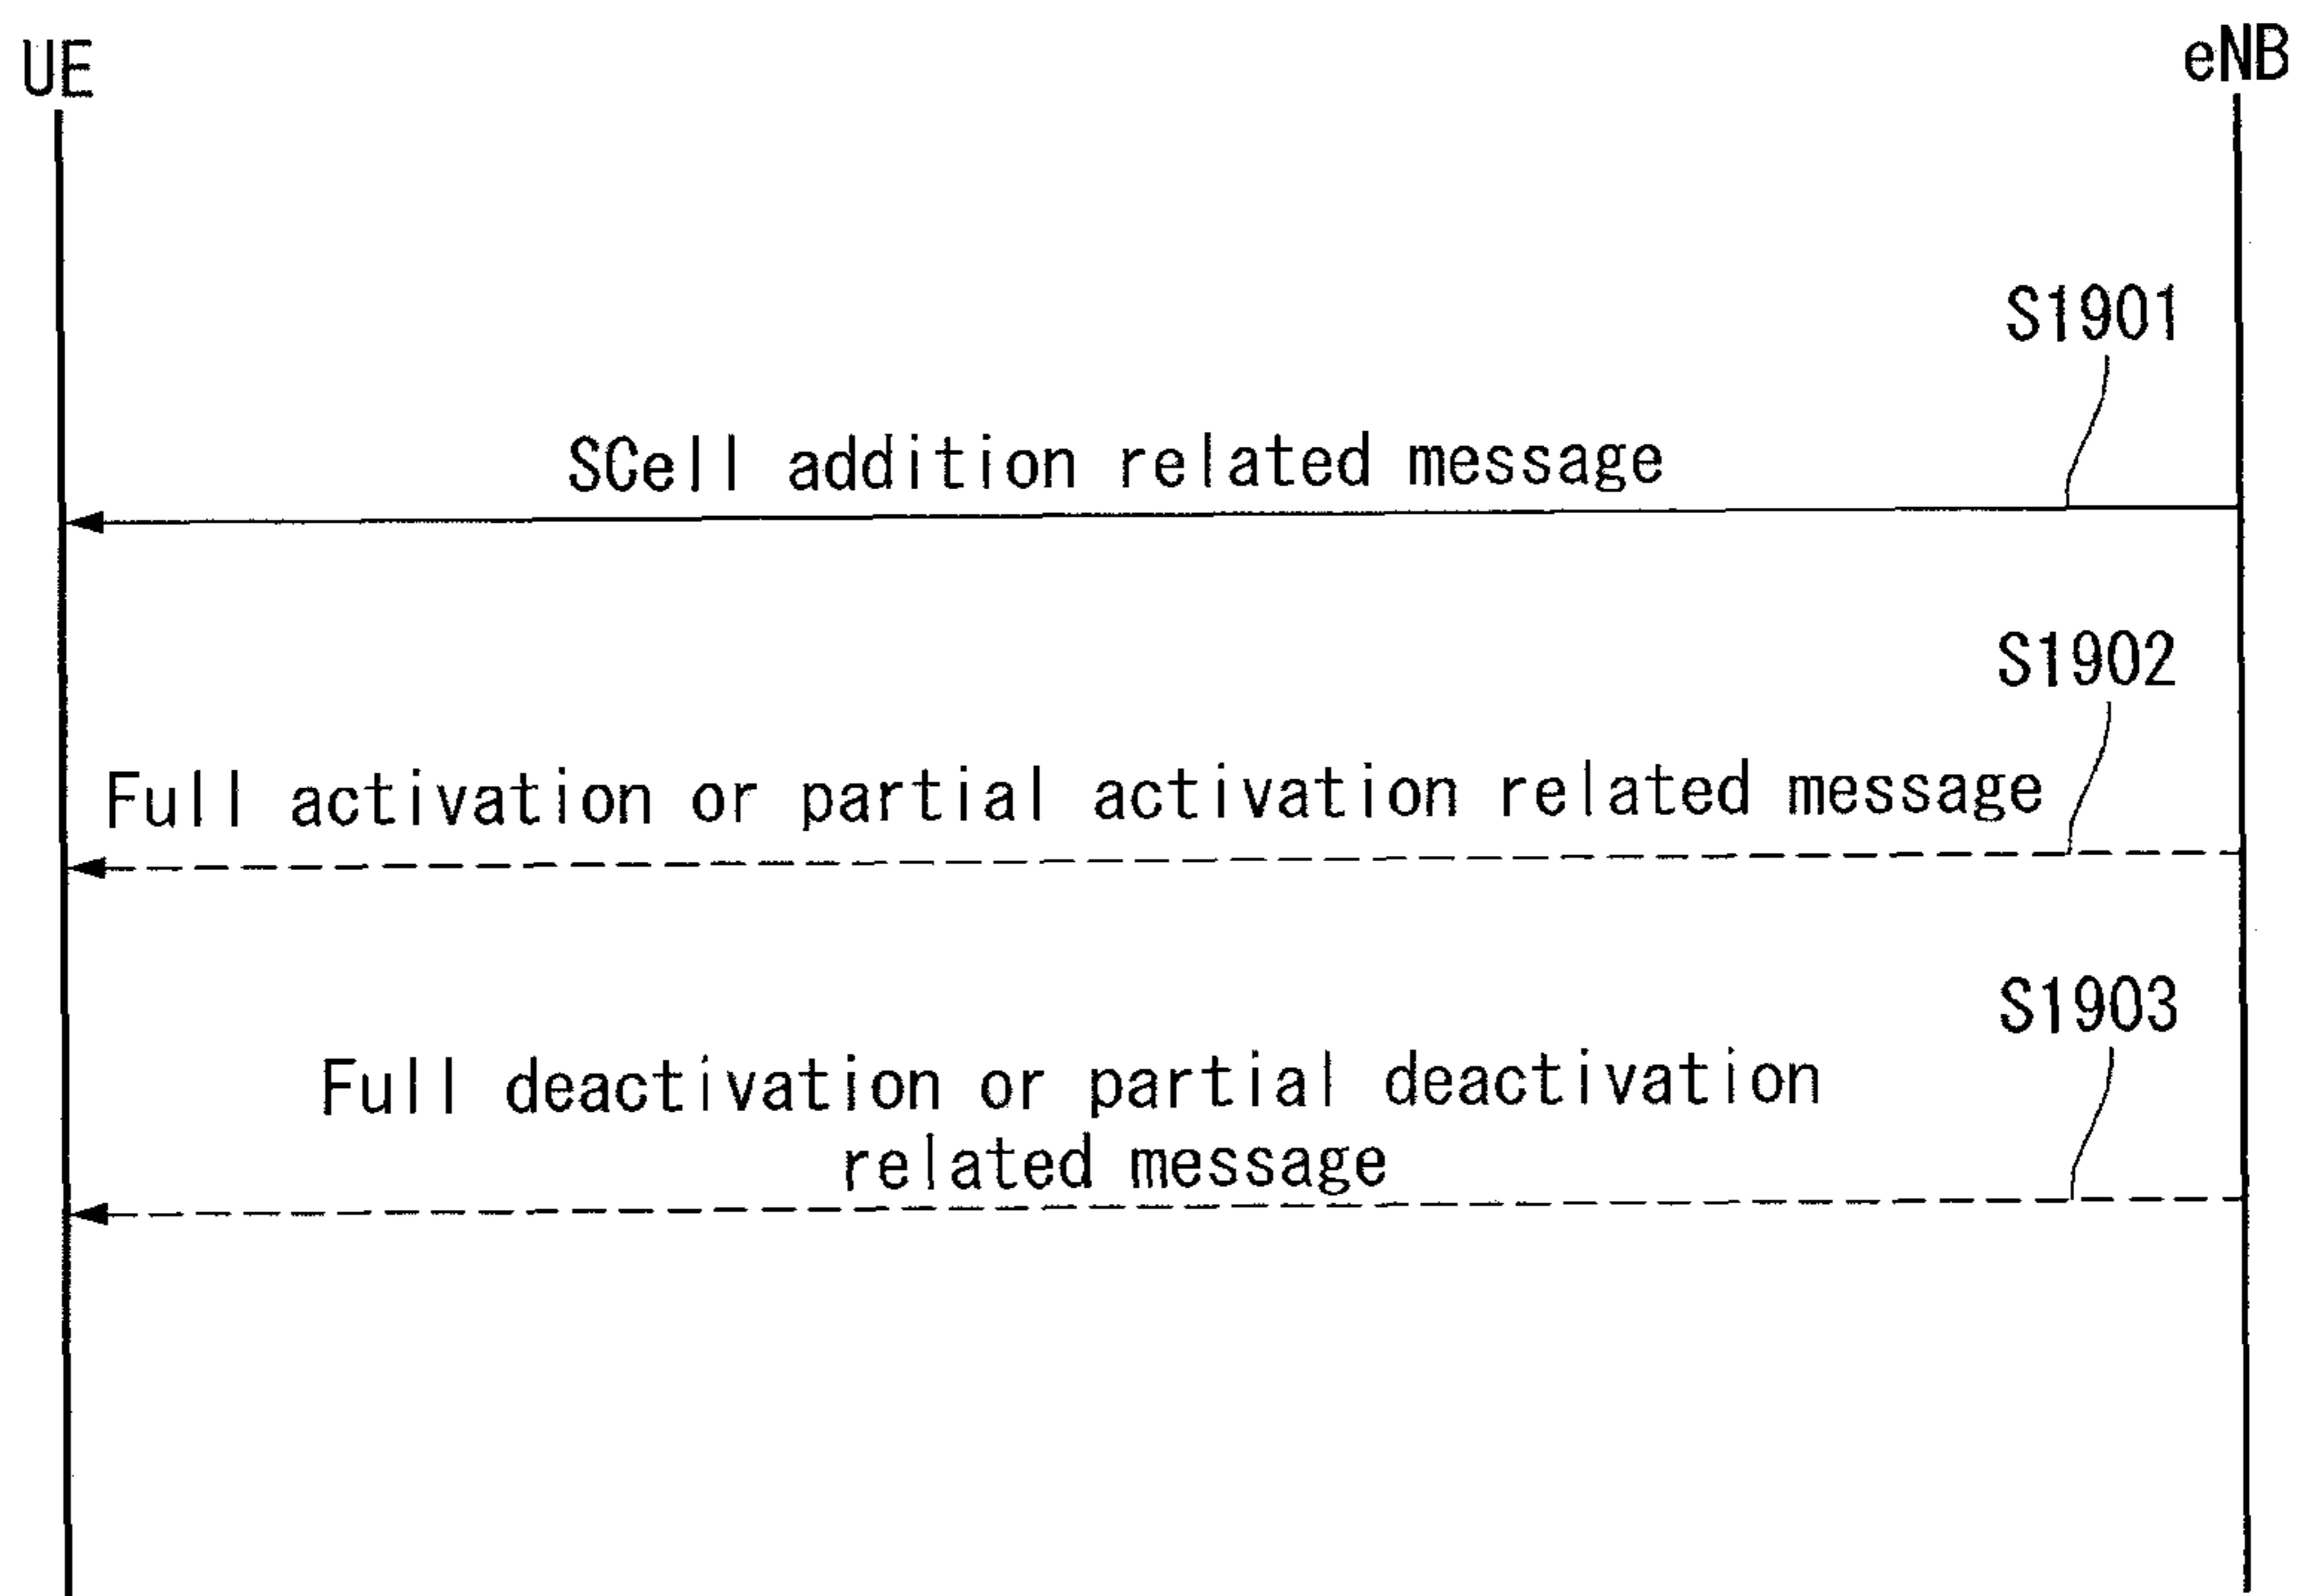 UE
eNB
S1901
SCell addition related message
S1902
Full activation or partial activation related message
S1903
Full deactivation or partial deactivation
related message